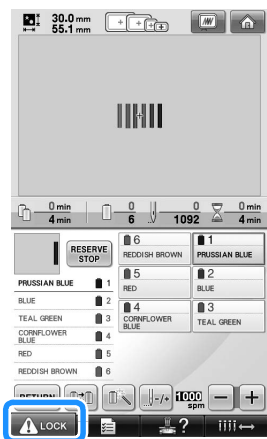 30.0 mm
55.1 mm
0 min
4 min
0
6
0
1092
0 min
4 min
RESERVE
STOP
PRUSSIAN BLUE 1
BLUE 2
TEAL GREEN 3
CORNFLOWER
BLUE 4
RED 5
REDDISH BROWN 6
6
REDDISH BROWN
1
PRUSSIAN BLUE
5
RED
2
BLUE
4
CORNFLOWER
BLUE
3
TEAL GREEN
RETURN
-/+
1000
spm
- +
LOCK
?